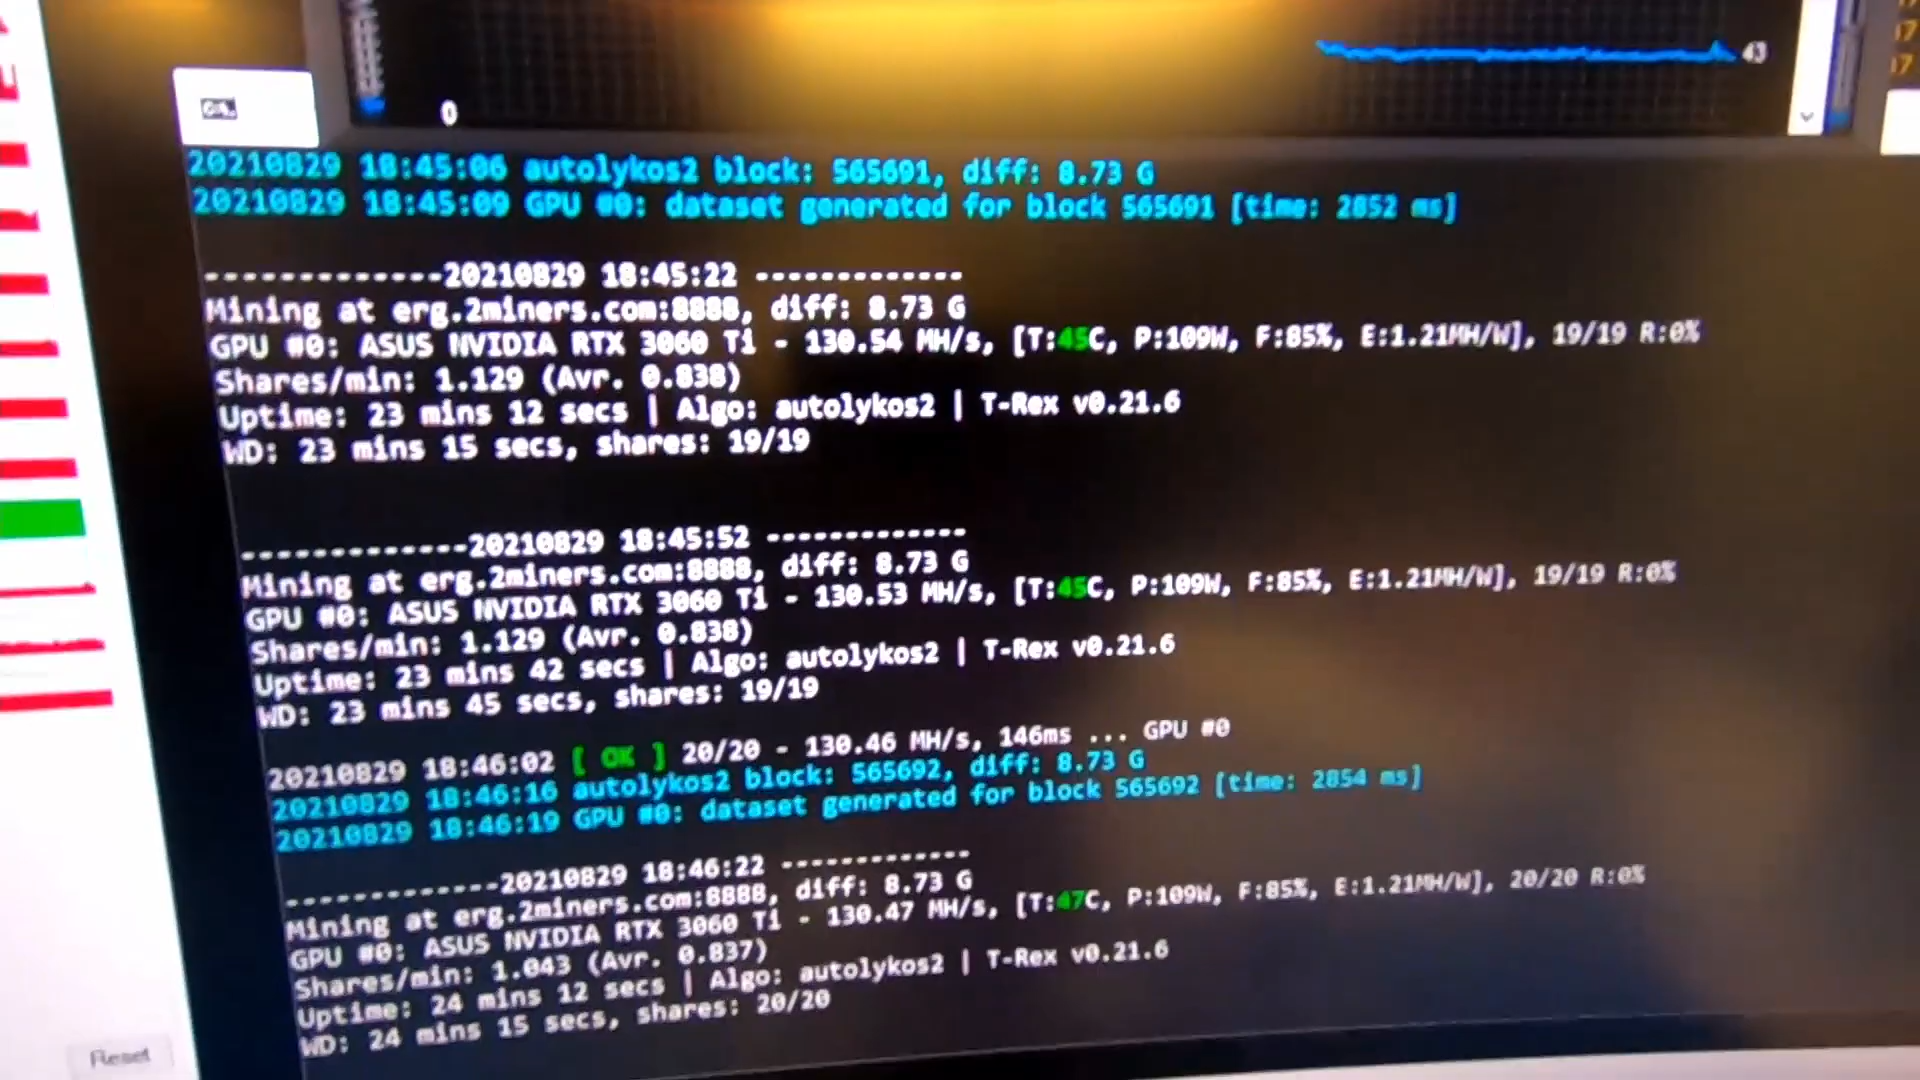 43
0
20210829 18:45:06 autolykos2 block: 565691, diff: 8.73 G
20210829 18:45:09 GPU #0: dataset generated for block 565691 [time: 2852 ms]
-------------20210829 18:45:22 -------------
Mining at erg.2miners.com:8888, diff: 8.73 G
GPU #0: ASUS NVIDIA RTX 3060 Ti - 130.54 MH/s, [T:45C, P:109W, F:85%, E:1.21MH/W], 19/19 R:0%
Shares/min: 1.129 (Avr. 0.838)
Uptime: 23 mins 12 secs | Algo: autolykos2 | T-Rex v0.21.6
WD: 23 mins 15 secs, shares: 19/19
-------------20210829 18:45:52 -------------
Mining at erg.2miners.com:8888, diff: 8.73 G
GPU #0: ASUS NVIDIA RTX 3060 Ti - 130.53 MH/s, [T:45C, P:109W, F:85%, E:1.21MH/W], 19/19 R:0%
Shares/min: 1.129 (Avr. 0.838)
Uptime: 23 mins 42 secs | Algo: autolykos2 | T-Rex v0.21.6
WD: 23 mins 45 secs, shares: 19/19
20210829 18:46:02 [ OK ] 20/20 - 130.46 MH/s, 146ms ... GPU #0
20210829 18:46:16 autolykos2 block: 565692, diff: 8.73 G
20210829 18:46:19 GPU #0: dataset generated for block 565692 [time: 2854 ms]
-------------20210829 18:46:22 -------------
Mining at erg.2miners.com:8888, diff: 8.73 G
GPU #0: ASUS NVIDIA RTX 3060 Ti - 130.47 MH/s, [T:47C, P:109W, F:85%, E:1.21MH/W], 20/20 R:0%
Shares/min: 1.043 (Avr. 0.837)
Uptime: 24 mins 12 secs | Algo: autolykos2 | T-Rex v0.21.6
WD: 24 mins 15 secs, shares: 20/20
Reset